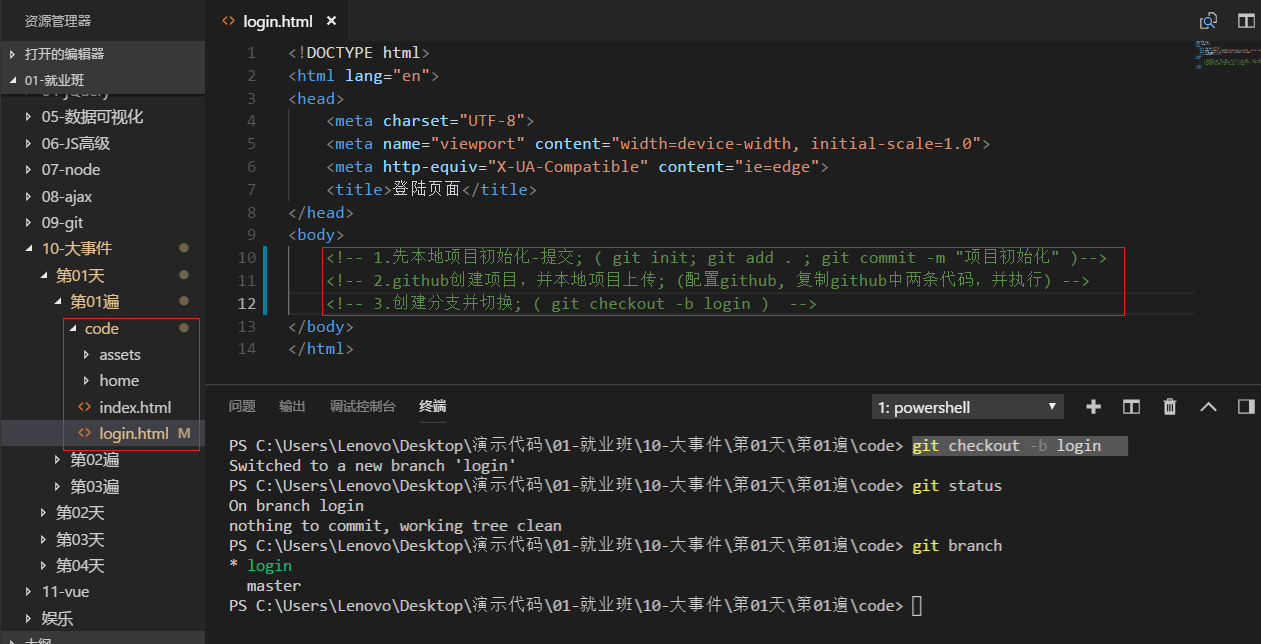 资源管理器
打开的编辑器
01-就业班
05-数据可视化
06-JS高级
07-node
08-ajax
09-git
10-大事件
第01天
第01遍
code
assets
home
index.html
login.html M
第02遍
第03遍
第02天
第03天
第04天
11-vue
娱乐
大纲
login.html ×
1 <!DOCTYPE html>
2 <html lang="en">
3 <head>
4 <meta charset="UTF-8">
5 <meta name="viewport" content="width=device-width, initial-scale=1.0">
6 <meta http-equiv="X-UA-Compatible" content="ie=edge">
7 <title>登陆页面</title>
8 </head>
9 <body>
10 <!-- 1.先本地项目初始化-提交; ( git init; git add . ; git commit -m "项目初始化" )-->
11 <!-- 2.github创建项目，并本地项目上传; (配置github, 复制github中两条代码，并执行) -->
12 <!-- 3.创建分支并切换; ( git checkout -b login ) -->
13 </body>
14 </html>
问题 输出 调试控制台 终端 1: powershell
PS C:\Users\Lenovo\Desktop\演示代码\01-就业班\10-大事件\第01天\第01遍\code> git checkout -b login
Switched to a new branch 'login'
PS C:\Users\Lenovo\Desktop\演示代码\01-就业班\10-大事件\第01天\第01遍\code> git status
On branch login
nothing to commit, working tree clean
PS C:\Users\Lenovo\Desktop\演示代码\01-就业班\10-大事件\第01天\第01遍\code> git branch
* login
master
PS C:\Users\Lenovo\Desktop\演示代码\01-就业班\10-大事件\第01天\第01遍\code>